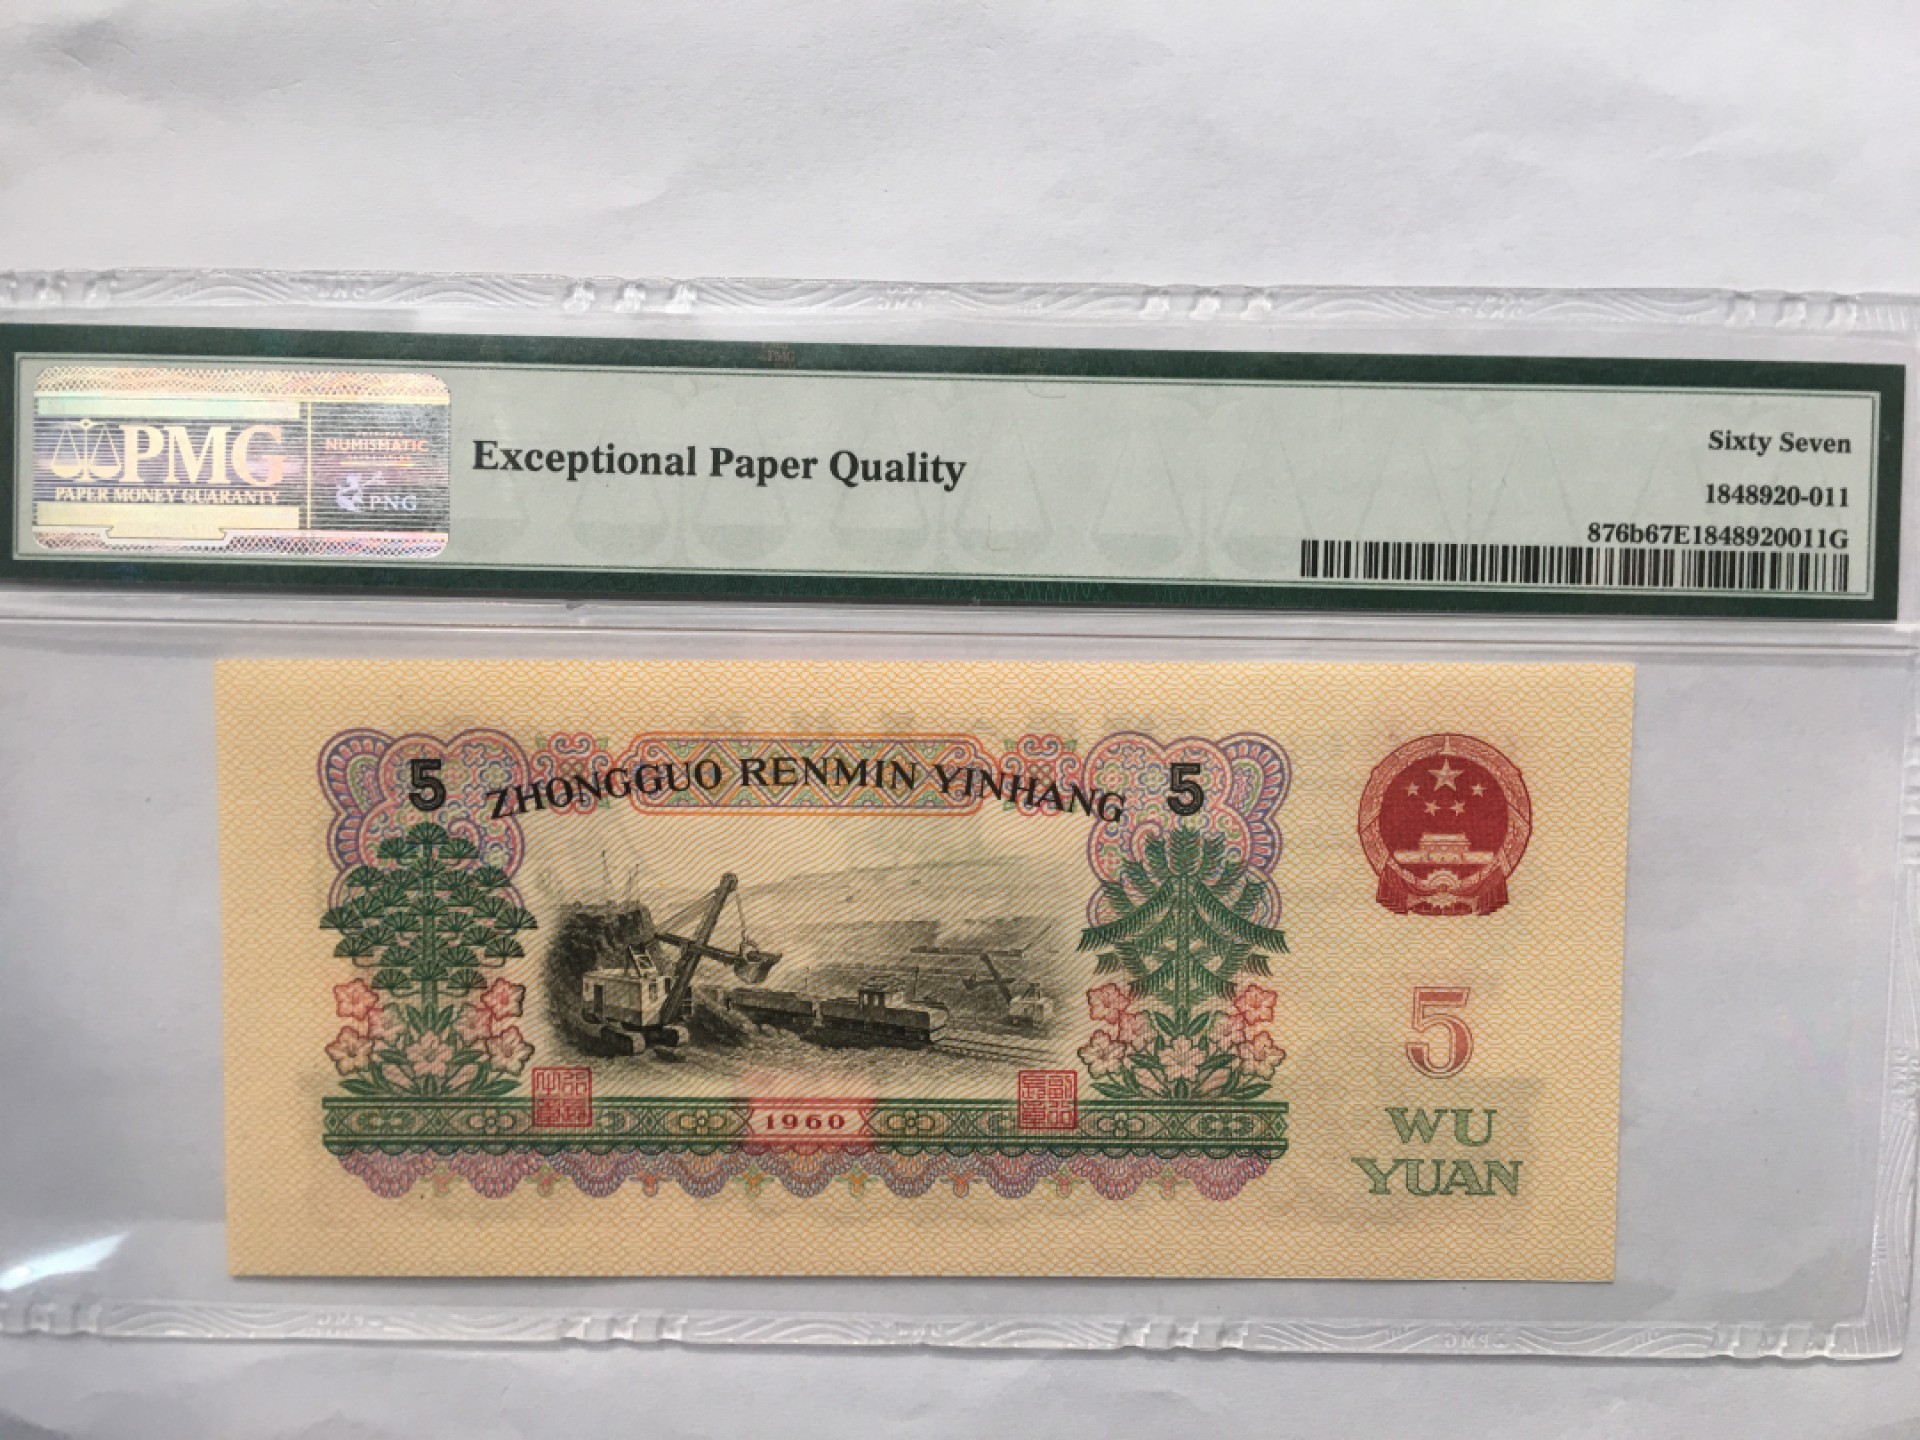 PMG
PAPER MONEY GUARANTY
NUMISMATIC
PNG
Exceptional Paper Quality
Sixty Seven
1848920-011
876b67E1848920011G
5
ZHONGGUO RENMIN YINHANG
5
5
1960
WU
YUAN